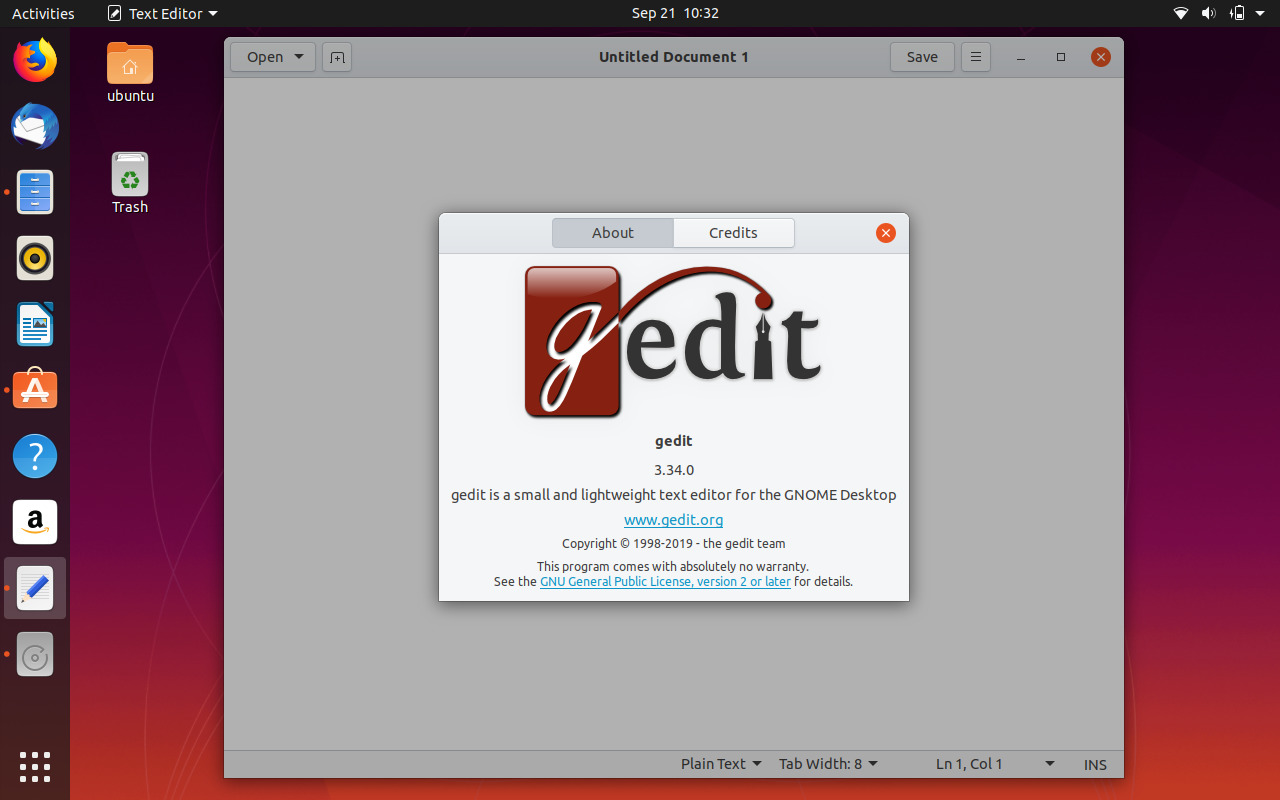 Activities
Text Editor
Sep 21 10:32
ubuntu
Trash
Open
Untitled Document 1
Save
About
Credits
gedit
gedit
3.34.0
gedit is a small and lightweight text editor for the GNOME Desktop
www.gedit.org
Copyright © 1998-2019 - the gedit team
This program comes with absolutely no warranty.
See the GNU General Public License, version 2 or later for details.
Plain Text
Tab Width: 8
Ln 1, Col 1
INS